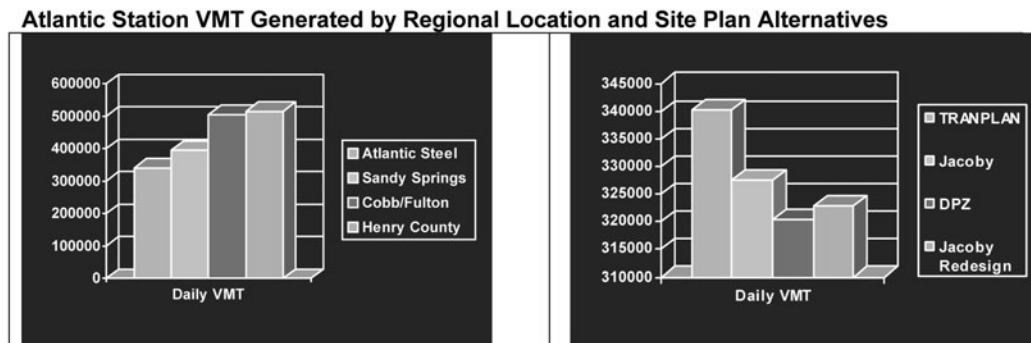 Atlantic Station VMT Generated by Regional Location and Site Plan Alternatives
600000
500000
400000
300000
200000
100000
0
Daily VMT
Atlantic Steel
Sandy Springs
Cobb/Fulton
Henry County
345000
340000
335000
330000
325000
320000
315000
310000
Daily VMT
TRANPLAN
Jacoby
DPZ
Jacoby
Redesign